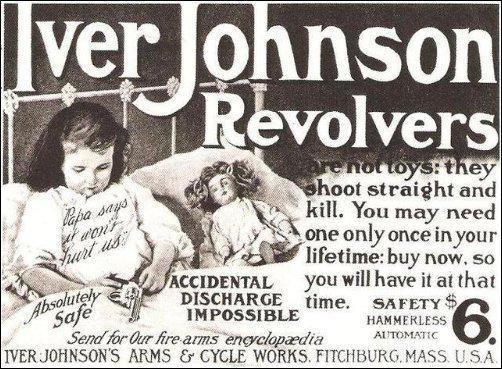 Iver Johnson
Revolvers
are not toys: they
shoot straight and
kill. You may need
one only once in your
lifetime: buy now, so
you will have it at that
time. SAFETY $6.
HAMMERLESS
AUTOMATIC
Papa says
it won't
hurt us.
Absolutely
Safe
ACCIDENTAL
DISCHARGE
IMPOSSIBLE
Send for Our fire arms encyclopædia
IVER JOHNSON'S ARMS & CYCLE WORKS, FITCHBURG, MASS. U.S.A.